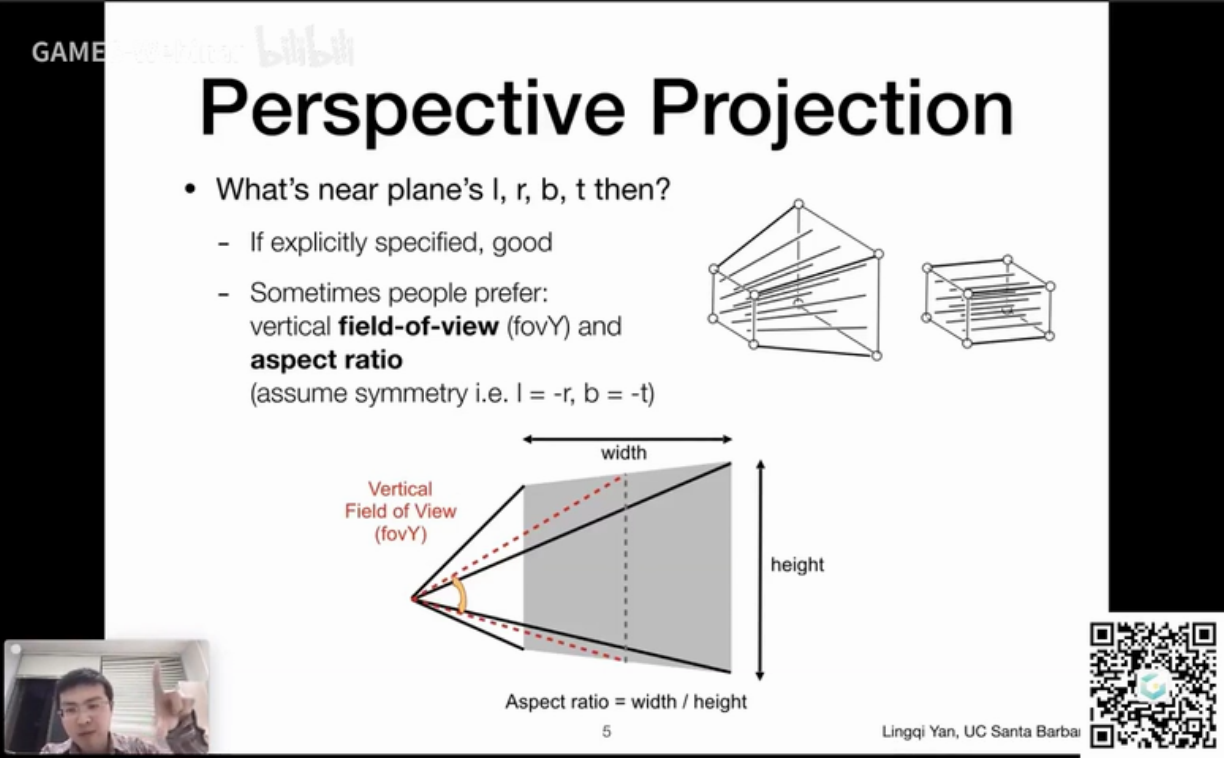 GAME
bilibili
Perspective Projection
• What's near plane's l, r, b, t then?
- If explicitly specified, good
- Sometimes people prefer:
vertical field-of-view (fovY) and
aspect ratio
(assume symmetry i.e. l = -r, b = -t)
width
Vertical
Field of View
(fovY)
height
Aspect ratio = width / height
5
Lingqi Yan, UC Santa Barba